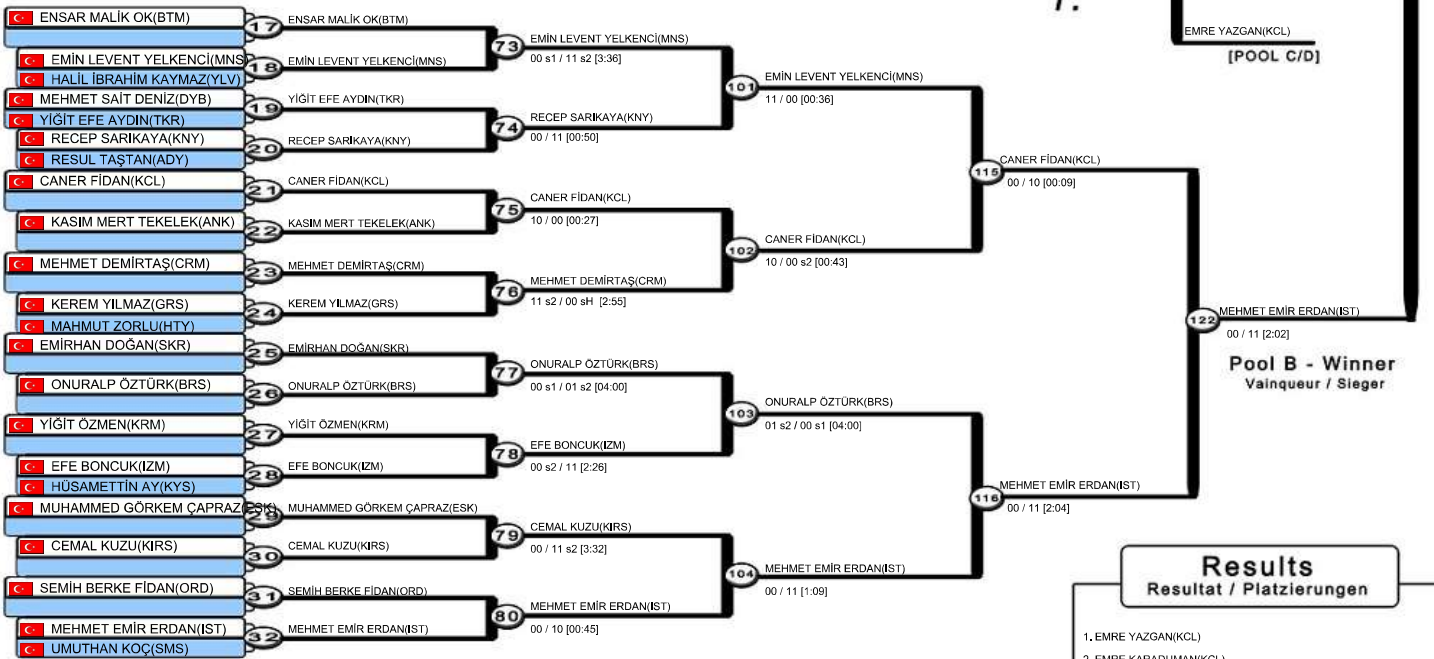 ENSAR MALİK OK(BTM)
EMİN LEVENT YELKENCİ(MNS)
HALİL İBRAHİM KAYMAZ(YLV)
MEHMET SAİT DENİZ(DYB)
YİĞİT EFE AYDIN(TKR)
RECEP SARIKAYA(KNY)
RESUL TAŞTAN(ADY)
CANER FİDAN(KCL)
KASIM MERT TEKELEK(ANK)
MEHMET DEMİRTAŞ(CRM)
KEREM YILMAZ(GRS)
MAHMUT ZORLU(HTY)
EMİRHAN DOĞAN(SKR)
ONURALP ÖZTÜRK(BRS)
YİĞİT ÖZMEN(KRM)
EFE BONCUK(IZM)
HÜSAMETTİN AY(KYS)
MUHAMMED GÖRKEM ÇAPRAZ(ESK)
CEMAL KUZU(KIRS)
SEMİH BERKE FİDAN(ORD)
MEHMET EMİR ERDAN(IST)
UMUTHAN KOÇ(SMS)
17 ENSAR MALİK OK(BTM)
18 EMİN LEVENT YELKENCİ(MNS)
19 YİĞİT EFE AYDIN(TKR)
20 RECEP SARIKAYA(KNY)
21 CANER FİDAN(KCL)
22 KASIM MERT TEKELEK(ANK)
23 MEHMET DEMİRTAŞ(CRM)
24 KEREM YILMAZ(GRS)
25 EMİRHAN DOĞAN(SKR)
26 ONURALP ÖZTÜRK(BRS)
27 YİĞİT ÖZMEN(KRM)
28 EFE BONCUK(IZM)
29 MUHAMMED GÖRKEM ÇAPRAZ(ESK)
30 CEMAL KUZU(KIRS)
31 SEMİH BERKE FİDAN(ORD)
32 MEHMET EMİR ERDAN(IST)
73 EMİN LEVENT YELKENCİ(MNS)
00 s1 / 11 s2 [3:36]
74 RECEP SARIKAYA(KNY)
00 / 11 [00:50]
75 CANER FİDAN(KCL)
10 / 00 [00:27]
76 MEHMET DEMİRTAŞ(CRM)
11 s2 / 00 sH [2:55]
77 ONURALP ÖZTÜRK(BRS)
00 s1 / 01 s2 [04:00]
78 EFE BONCUK(IZM)
00 s2 / 11 [2:26]
79 CEMAL KUZU(KIRS)
00 / 11 s2 [3:32]
80 MEHMET EMİR ERDAN(IST)
00 / 10 [00:45]
101 EMİN LEVENT YELKENCİ(MNS)
11 / 00 [00:36]
102 CANER FİDAN(KCL)
10 / 00 s2 [00:43]
103 ONURALP ÖZTÜRK(BRS)
01 s2 / 00 s1 [04:00]
104 MEHMET EMİR ERDAN(IST)
00 / 11 [1:09]
115 CANER FİDAN(KCL)
00 / 10 [00:09]
116 MEHMET EMİR ERDAN(IST)
00 / 11 [2:04]
122 MEHMET EMİR ERDAN(IST)
00 / 11 [2:02]
Pool B - Winner
Vainqueur / Sieger
EMRE YAZGAN(KCL)
[POOL C/D]
Results
Resultat / Platzierungen
1. EMRE YAZGAN(KCL)
2. EMRE KARADUMAN(KCL)